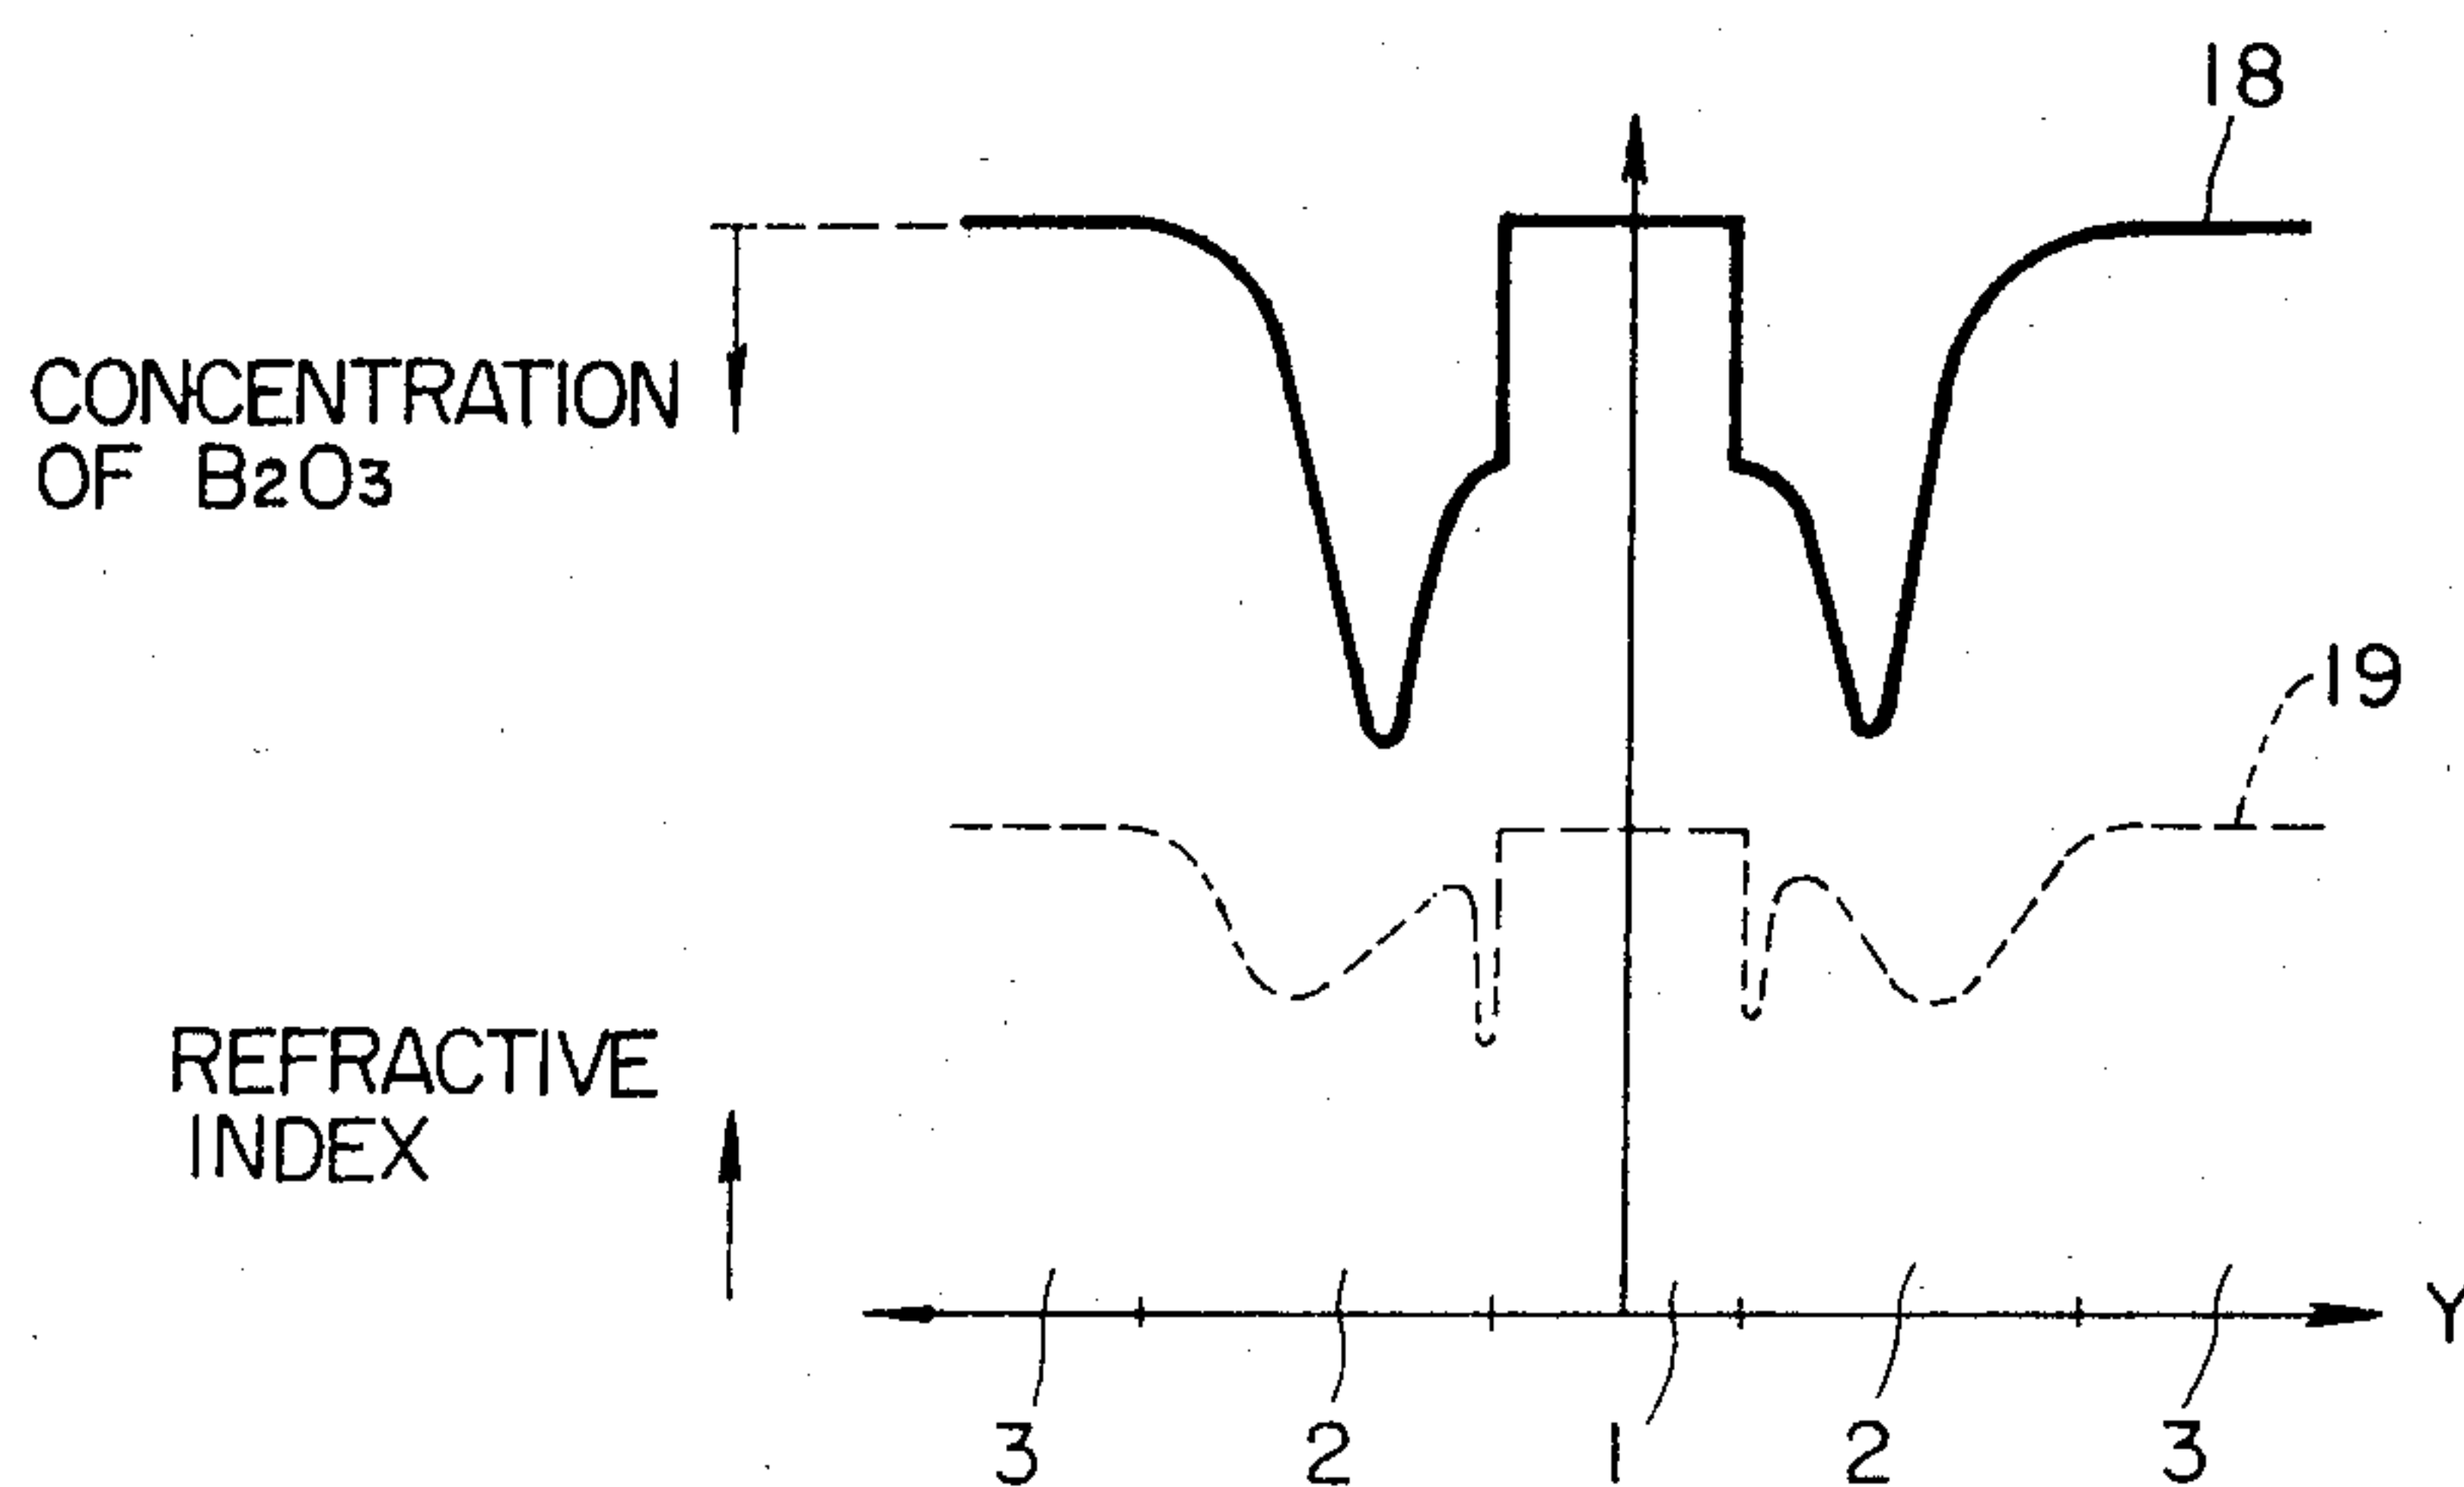 18
CONCENTRATION
OF B2O3
19
REFRACTIVE
INDEX
Y
3 2 1 2 3